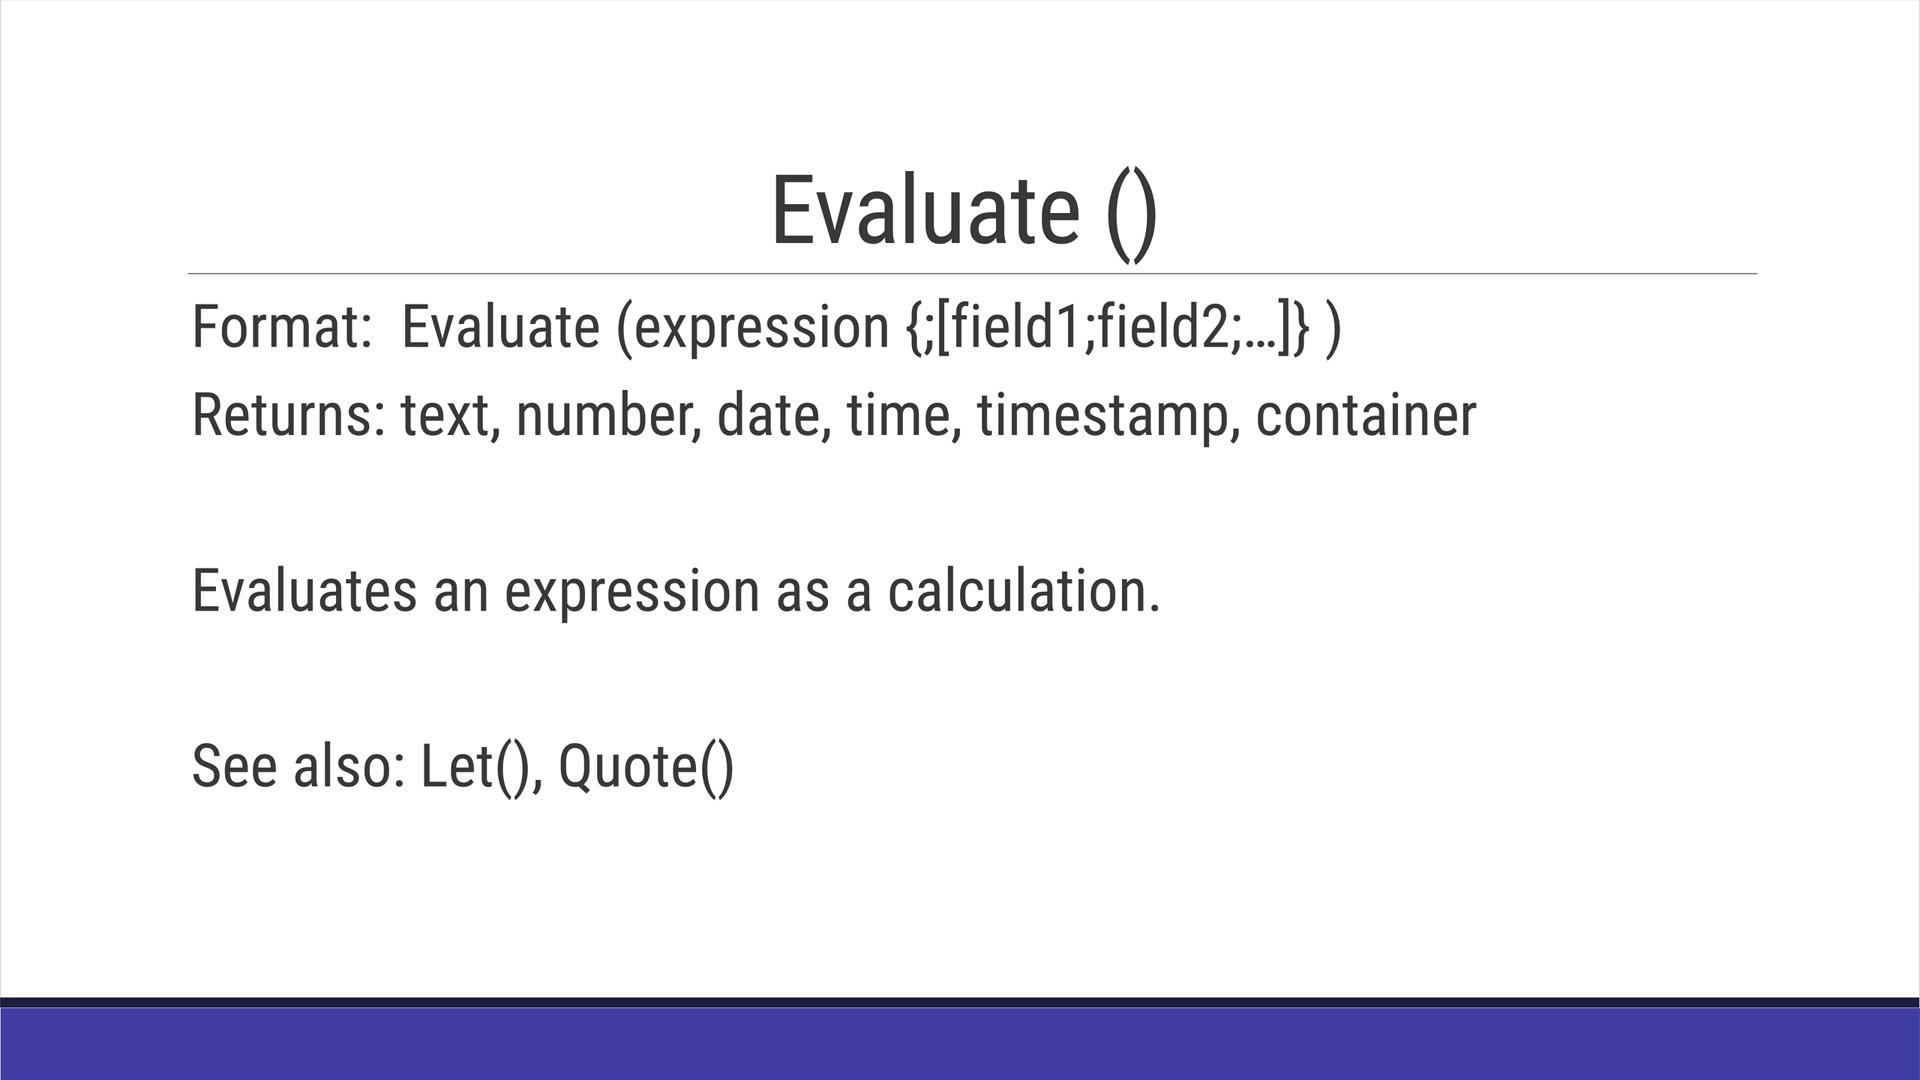 Evaluate ()
Format:  Evaluate (expression {;[field1;field2;…]} )
Returns: text, number, date, time, timestamp, container
Evaluates an expression as a calculation.
See also: Let(), Quote()